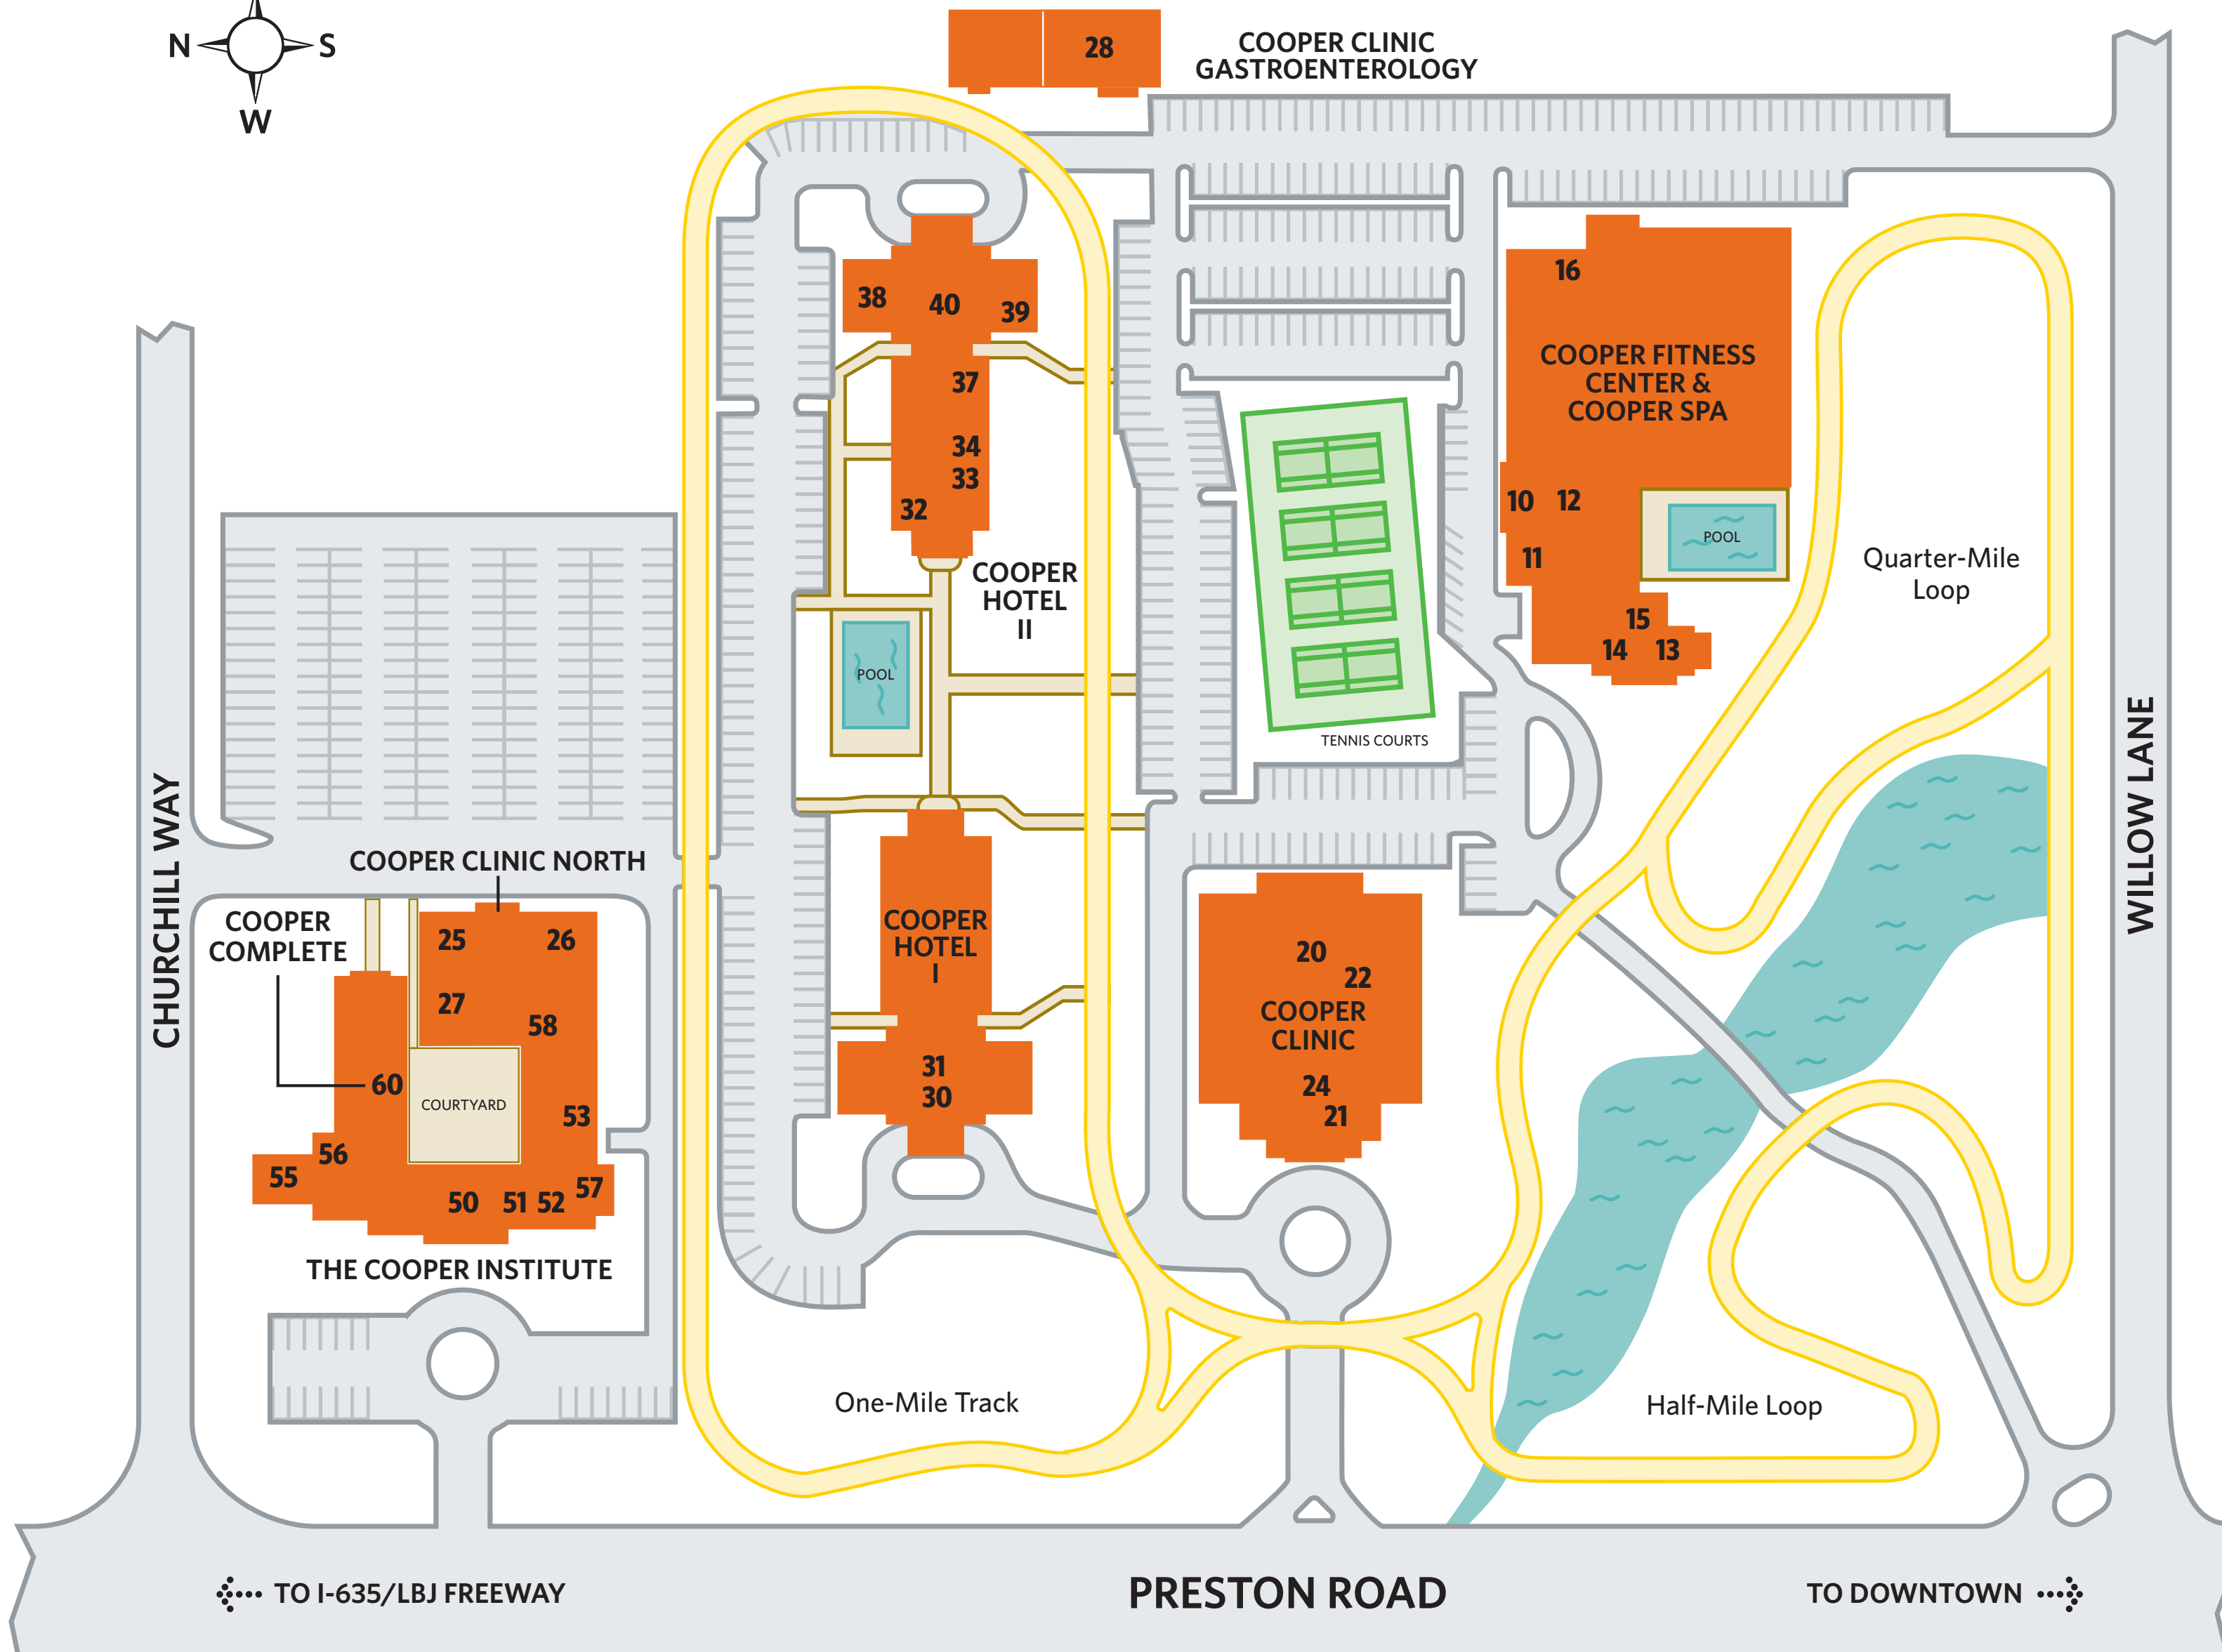 N
S
W
28
COOPER CLINIC
GASTROENTEROLOGY
16
38
40
39
COOPER FITNESS
CENTER &
COOPER SPA
37
34
33
32
10
12
11
POOL
Quarter-Mile
Loop
COOPER
HOTEL
II
15
14
13
POOL
TENNIS COURTS
CHURCHILL WAY
WILLOW LANE
COOPER CLINIC NORTH
COOPER
COMPLETE
25
26
27
58
60
COURTYARD
53
56
55
57
50
51
52
THE COOPER INSTITUTE
COOPER
HOTEL
I
31
30
20
22
COOPER
CLINIC
24
21
One-Mile Track
Half-Mile Loop
TO I-635/LBJ FREEWAY
PRESTON ROAD
TO DOWNTOWN